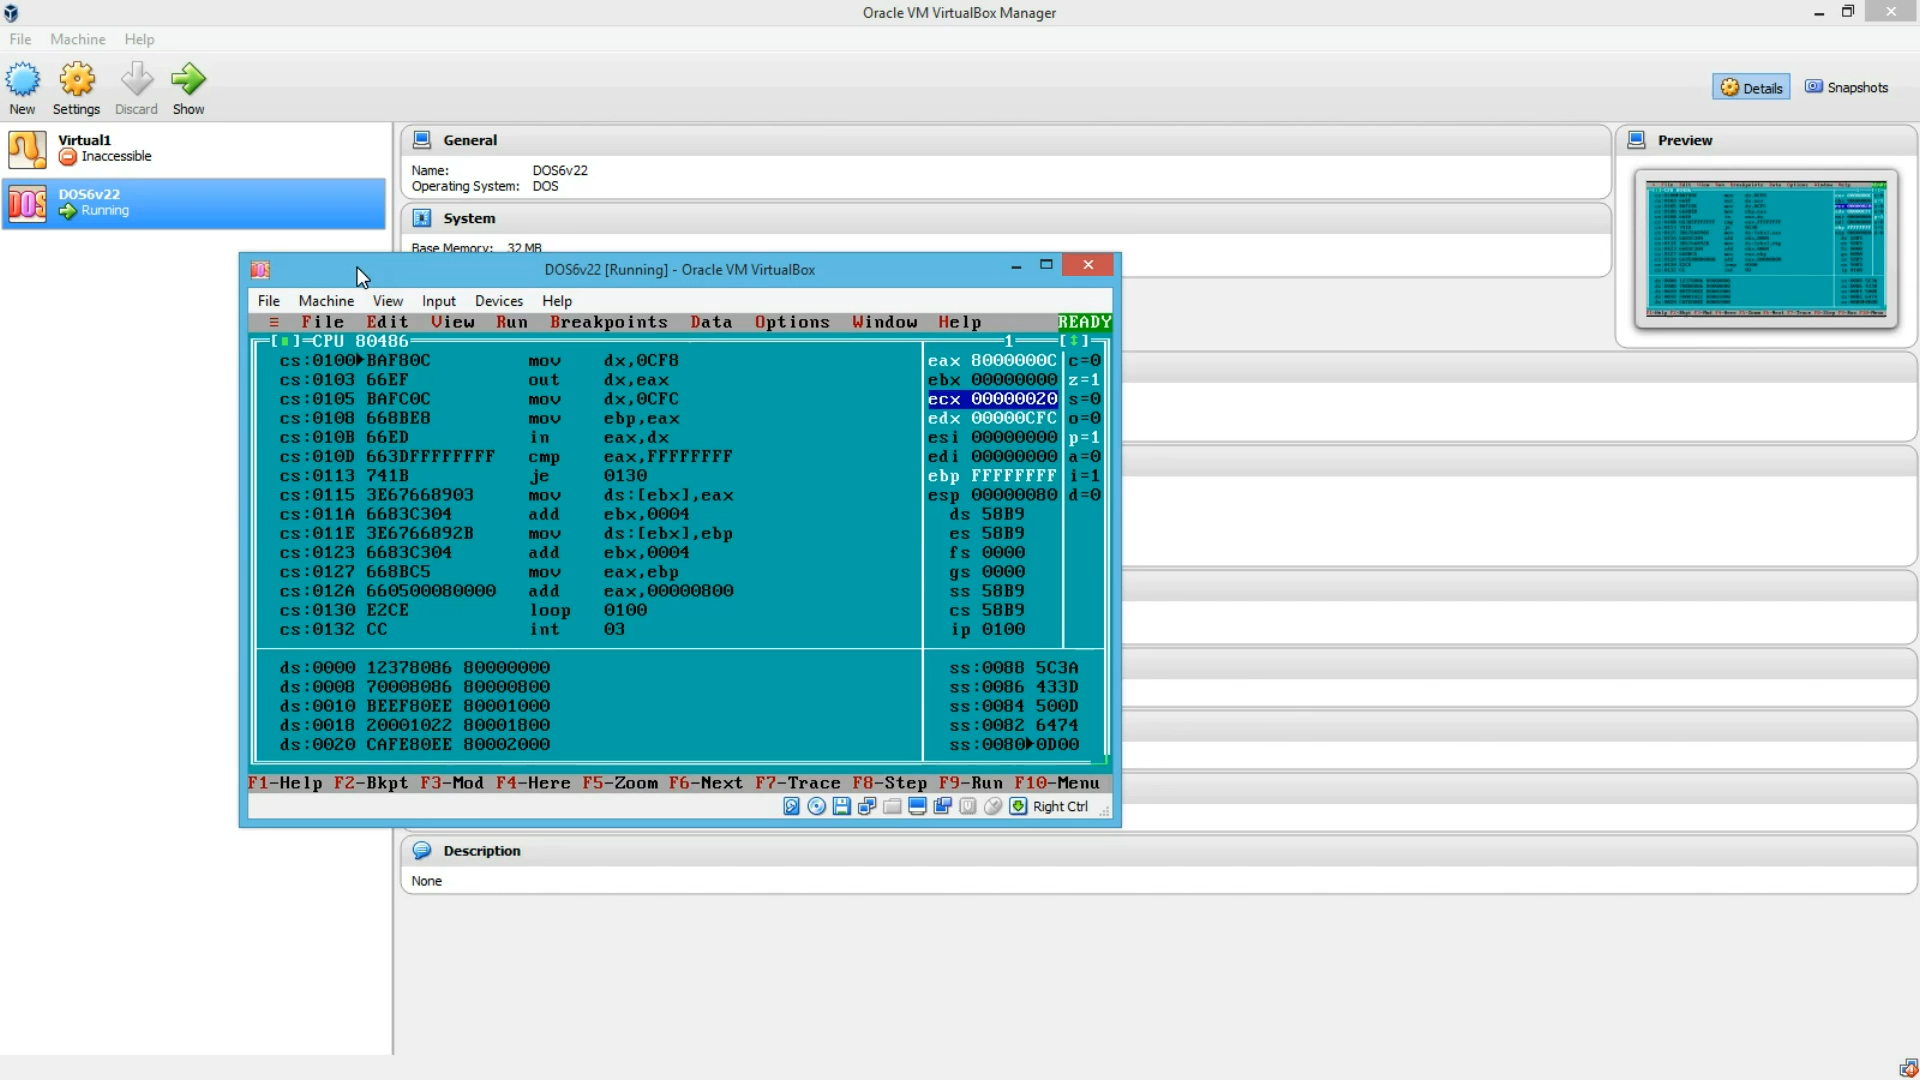 Oracle VM VirtualBox Manager
File Machine Help
New Settings Discard Show
Details Snapshots
Virtual1
Inaccessible
DOS6v22
Running
General
Name: DOS6v22
Operating System: DOS
System
Base Memory: 32 MB
Preview
DOS6v22 [Running] - Oracle VM VirtualBox
File Machine View Input Devices Help
≡ File Edit View Run Breakpoints Data Options Window Help READY
[■]=CPU 80486 1 [↕]
cs:0100▶BAF80C mov dx,0CF8 eax 8000000C c=0
cs:0103 66EF out dx,eax ebx 00000000 z=1
cs:0105 BAFC0C mov dx,0CFC ecx 00000020 s=0
cs:0108 668BE8 mov ebp,eax edx 00000CFC o=0
cs:010B 66ED in eax,dx esi 00000000 p=1
cs:010D 663DFFFFFFFF cmp eax,FFFFFFFF edi 00000000 a=0
cs:0113 741B je 0130 ebp FFFFFFFF i=1
cs:0115 3E67668903 mov ds:[ebx],eax esp 00000080 d=0
cs:011A 6683C304 add ebx,0004 ds 58B9
cs:011E 3E6766892B mov ds:[ebx],ebp es 58B9
cs:0123 6683C304 add ebx,0004 fs 0000
cs:0127 668BC5 mov eax,ebp gs 0000
cs:012A 660500080000 add eax,00000800 ss 58B9
cs:0130 E2CE loop 0100 cs 58B9
cs:0132 CC int 03 ip 0100
ds:0000 12378086 80000000 ss:0088 5C3A
ds:0008 70008086 80000800 ss:0086 433D
ds:0010 BEEF80EE 80001000 ss:0084 500D
ds:0018 20001022 80001800 ss:0082 6474
ds:0020 CAFE80EE 80002000 ss:0080▶0D00
F1-Help F2-Bkpt F3-Mod F4-Here F5-Zoom F6-Next F7-Trace F8-Step F9-Run F10-Menu
Right Ctrl
Description
None